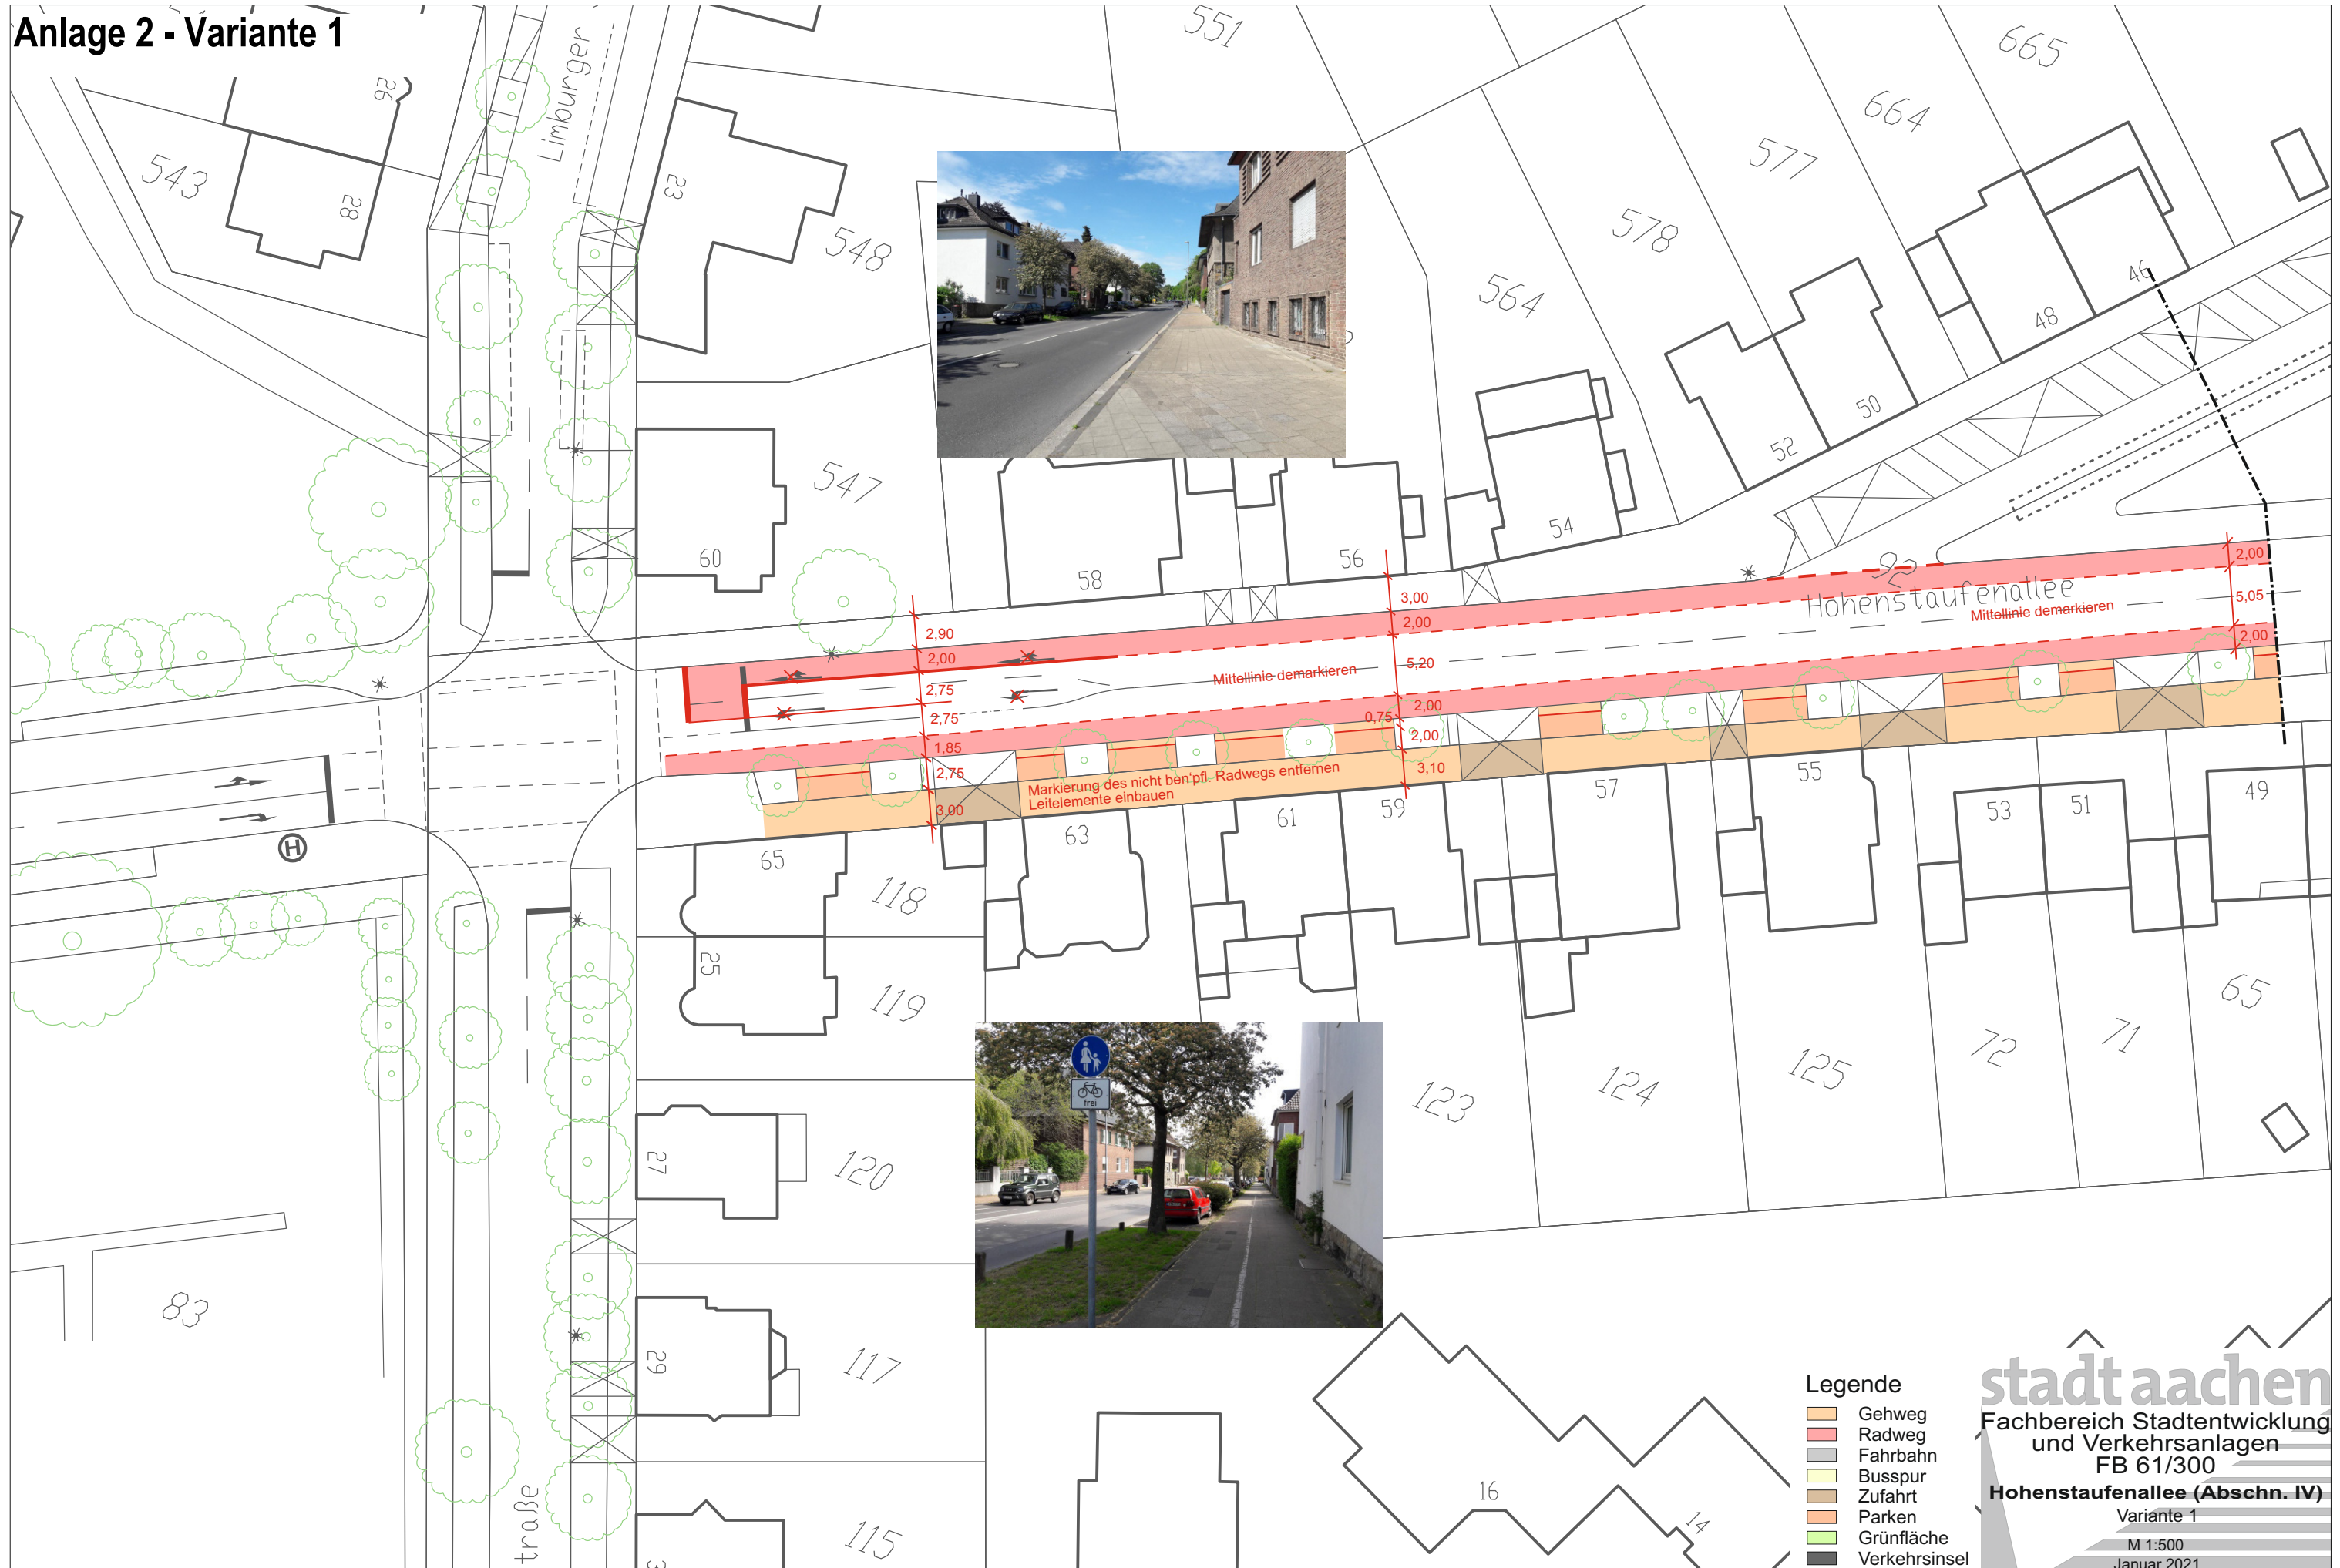 Anlage 2 - Variante 1
Limburger
551
665
664
577
578
564
543
26
28
23
548
547
60
58
56
54
52
50
48
46
92
Hohenstaufenallee
Mittellinie demarkieren
Mittellinie demarkieren
2,90
2,00
2,75
2,75
1,85
2,75
3,00
3,00
2,00
5,20
2,00
0,75
2,00
3,10
2,00
5,05
2,00
Markierung des nicht ben'pfl. Radwegs entfernen
Leitelemente einbauen
H
65
63
61
59
57
55
53
51
49
118
25
119
27
120
29
117
115
83
123
124
125
72
71
65
frei
16
14
traße
Legende
Gehweg
Radweg
Fahrbahn
Busspur
Zufahrt
Parken
Grünfläche
Verkehrsinsel
stadt aachen
Fachbereich Stadtentwicklung
und Verkehrsanlagen
FB 61/300
Hohenstaufenallee (Abschn. IV)
Variante 1
M 1:500
Januar 2021